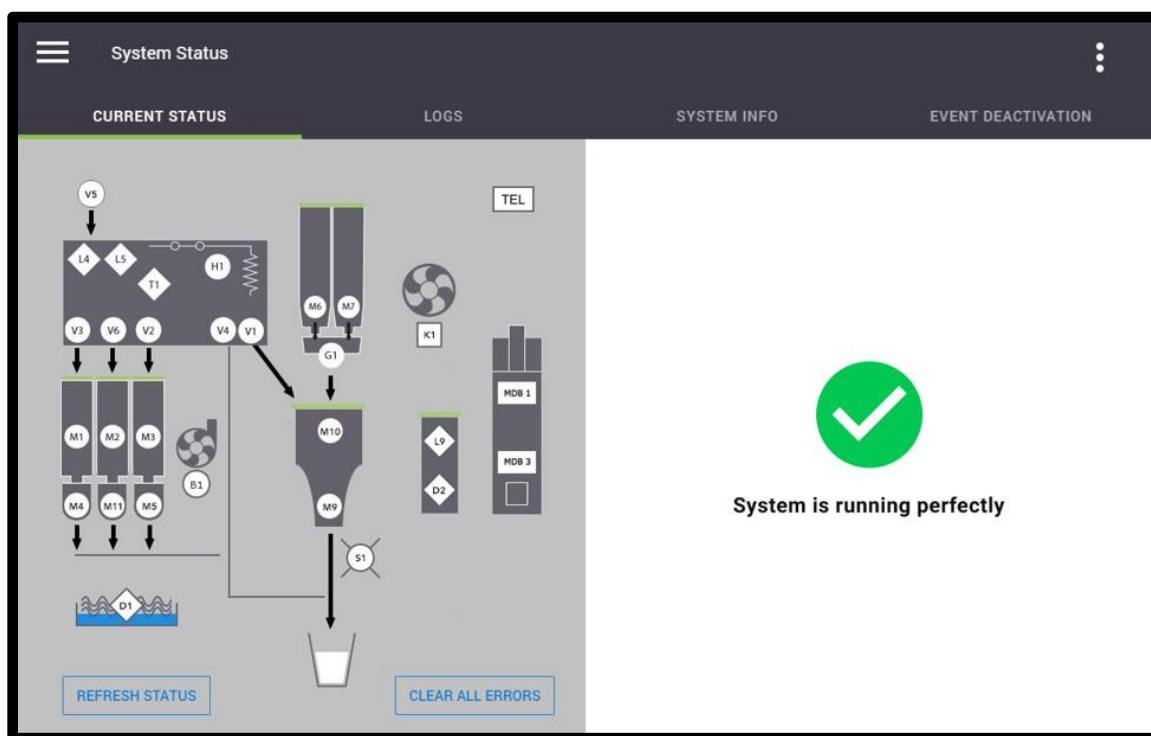 System Status
CURRENT STATUS
LOGS
SYSTEM INFO
EVENT DEACTIVATION
V5
TEL
L4
L5
H1
T1
M6
M7
K1
V3
V6
V2
V4
V1
G1
MDB 1
M1
M2
M3
M10
L9
MDB 3
B1
D2
M4
M11
M5
M9
S1
D1
System is running perfectly
REFRESH STATUS
CLEAR ALL ERRORS